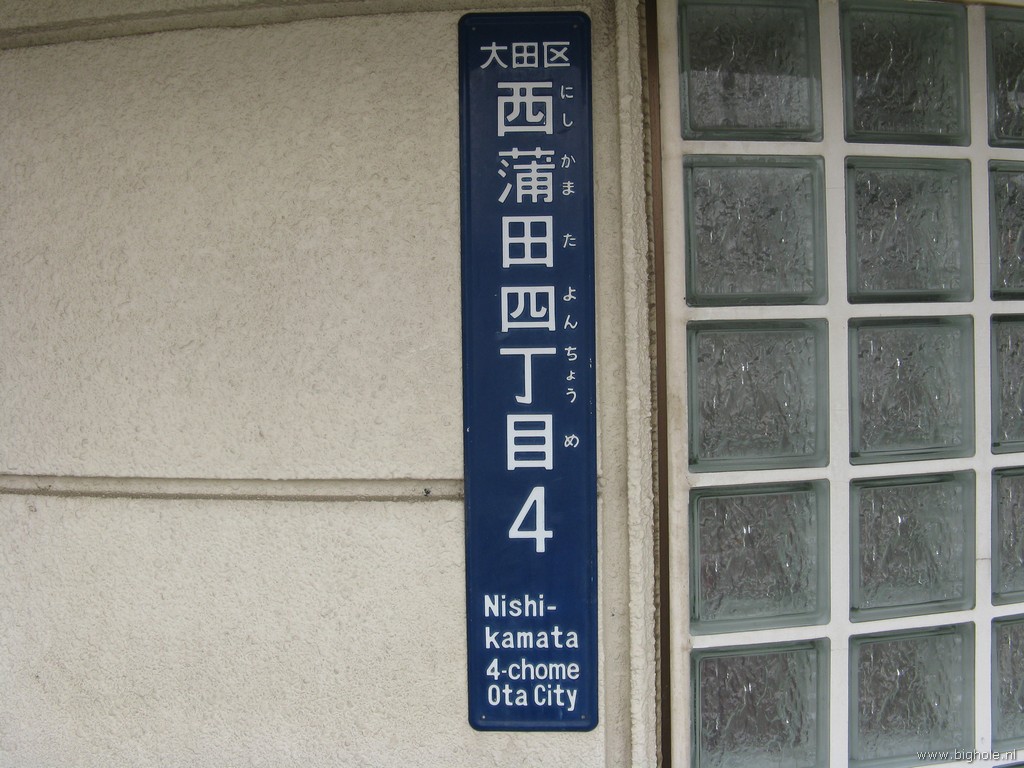 大田区
西蒲田四丁目4
にしかまたよんちょうめ
Nishi-
kamata
4-chome
Ota City
www.bighole.nl